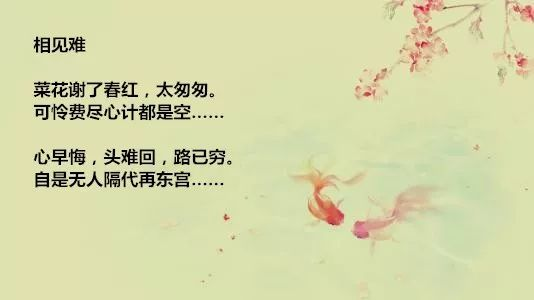 相见难
菜花谢了春红，太匆匆。
可怜费尽心计都是空……
心早悔，头难回，路已穷。
自是无人隔代再东宫……